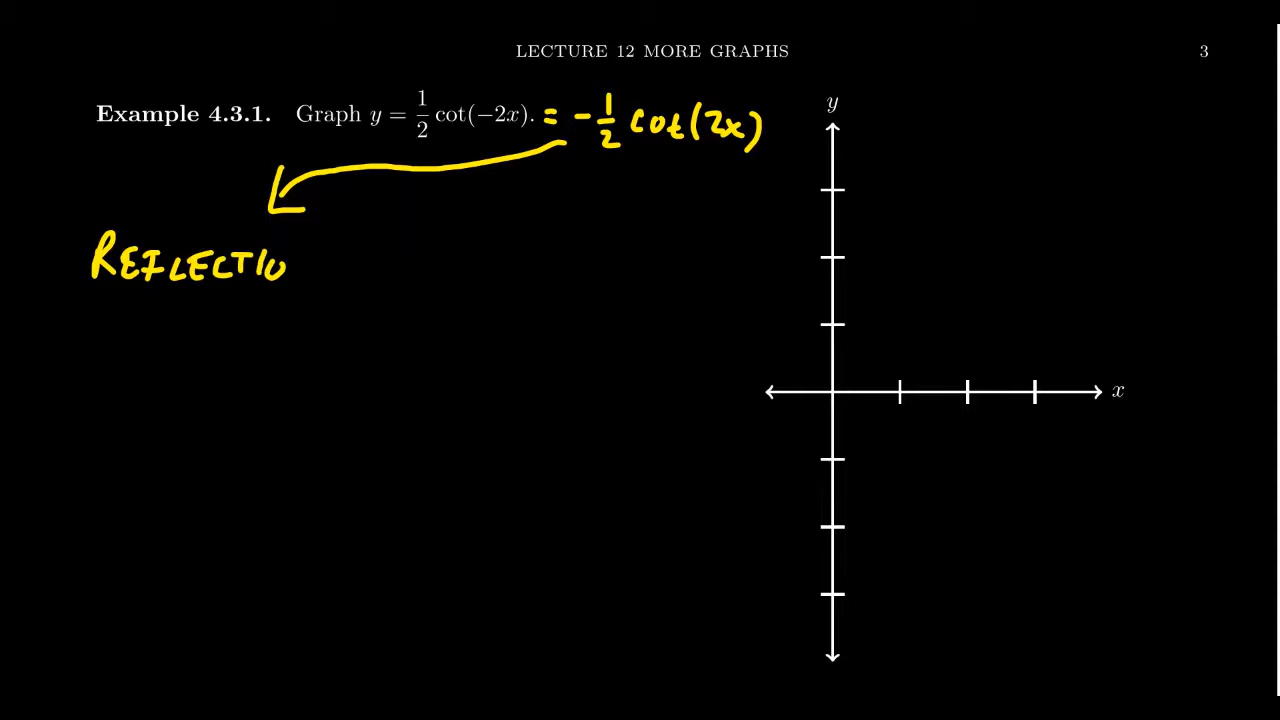 LECTURE 12 MORE GRAPHS 3
Example 4.3.1. Graph y = 1/2 cot(−2x). = -1/2 cot(2x)
REFLECTIO
y
x